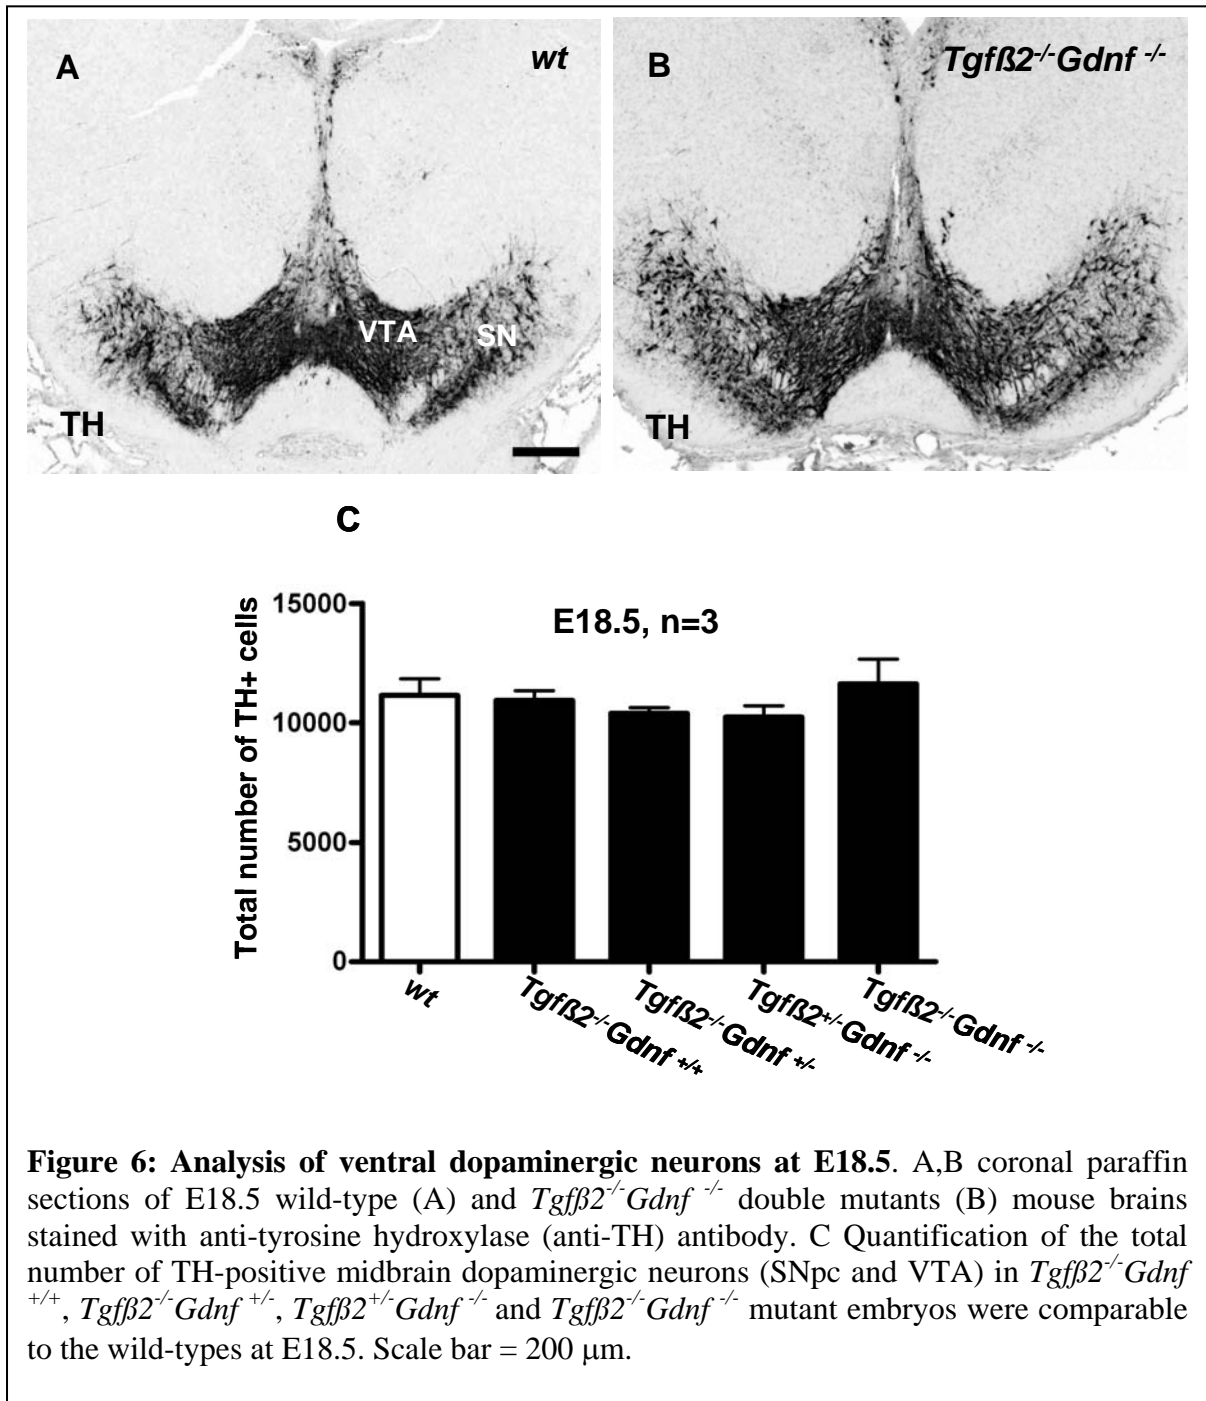 A
wt
B
Tgfß2-/-Gdnf -/-
VTA
SN
TH
TH
C
E18.5, n=3
Total number of TH+ cells
15000
10000
5000
0
wt
Tgfß2-/-Gdnf +/+
Tgfß2-/-Gdnf +/-
Tgfß2+/-Gdnf -/-
Tgfß2-/-Gdnf -/-
Figure 6: Analysis of ventral dopaminergic neurons at E18.5. A,B coronal paraffin
sections of E18.5 wild-type (A) and Tgfß2-/-Gdnf -/- double mutants (B) mouse brains
stained with anti-tyrosine hydroxylase (anti-TH) antibody. C Quantification of the total
number of TH-positive midbrain dopaminergic neurons (SNpc and VTA) in Tgfß2-/-Gdnf
+/+, Tgfß2-/-Gdnf +/-, Tgfß2+/-Gdnf -/- and Tgfß2-/-Gdnf -/- mutant embryos were comparable
to the wild-types at E18.5. Scale bar = 200 μm.